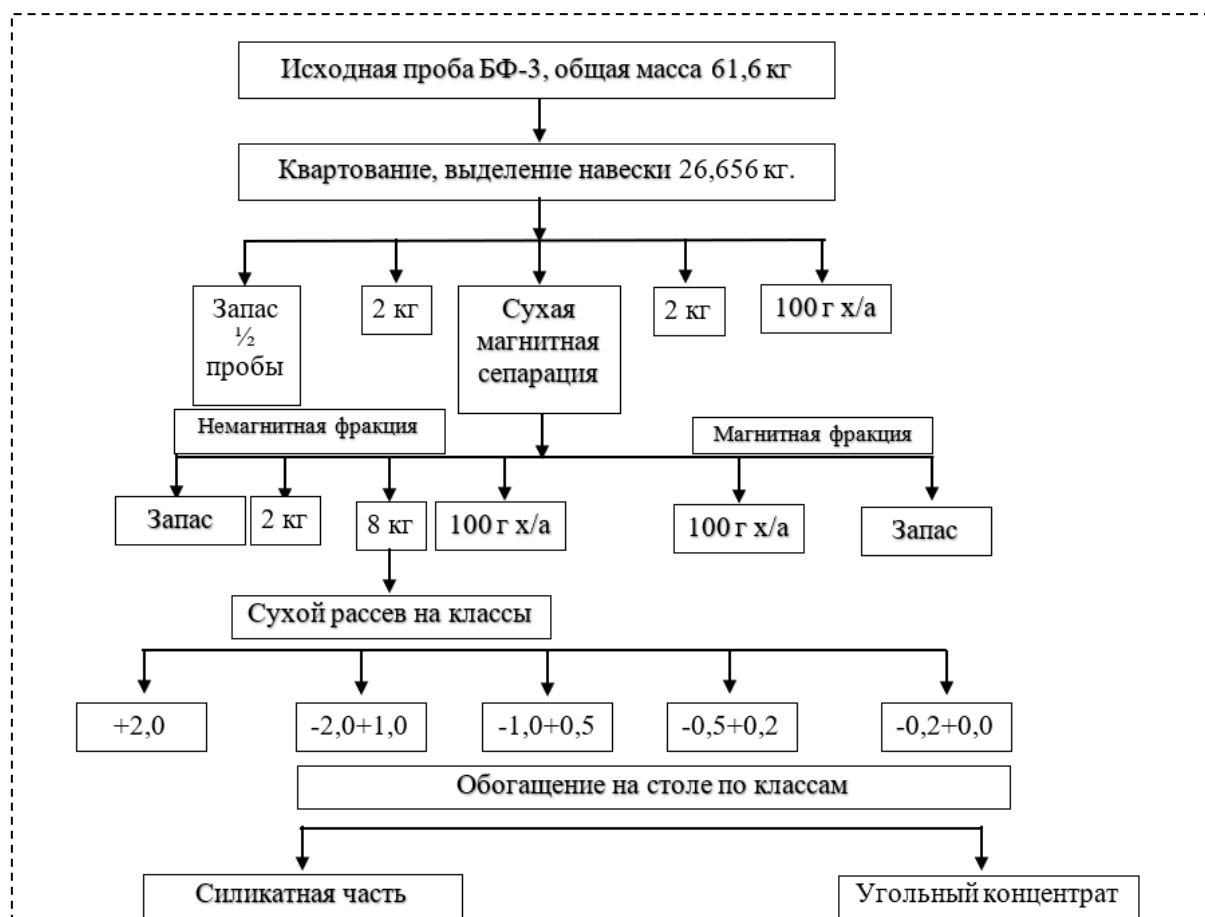 Исходная проба БФ-3, общая масса 61,6 кг
Квартование, выделение навески 26,656 кг.
Запас
½
пробы
2 кг
Сухая
магнитная
сепарация
2 кг
100 г х/а
Немагнитная фракция
Магнитная фракция
Запас
2 кг
8 кг
100 г х/а
100 г х/а
Запас
Сухой рассев на классы
+2,0
-2,0+1,0
-1,0+0,5
-0,5+0,2
-0,2+0,0
Обогащение на столе по классам
Силикатная часть
Угольный концентрат